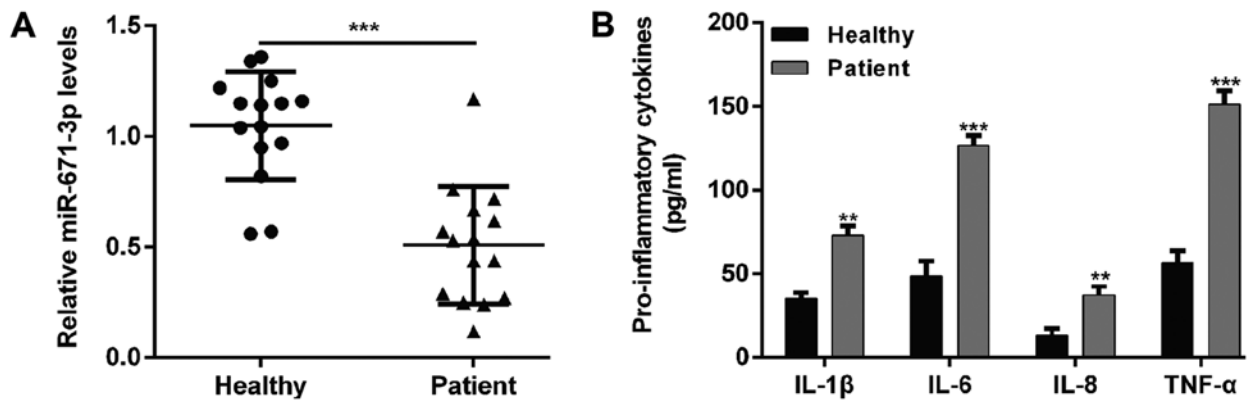 A
Relative miR-671-3p levels
1.5
1.0
0.5
0.0
***
Healthy
Patient
B
Pro-inflammatory cytokines
(pg/ml)
200
150
100
50
0
Healthy
Patient
**
***
**
***
IL-1β
IL-6
IL-8
TNF-α